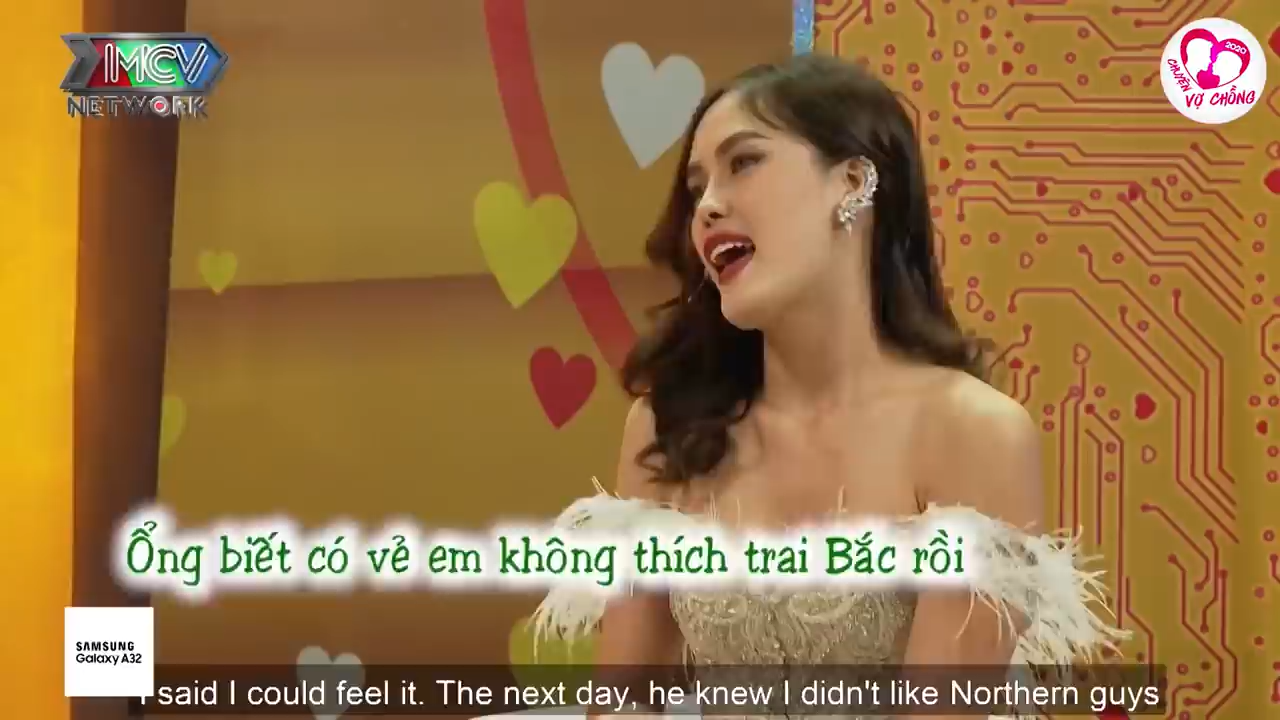 MCV
NETWORK
2020
CHUYỆN
VỢ CHỒNG
Ổng biết có vẻ em không thích trai Bắc rồi
SAMSUNG
Galaxy A32
I said I could feel it. The next day, he knew I didn't like Northern guys